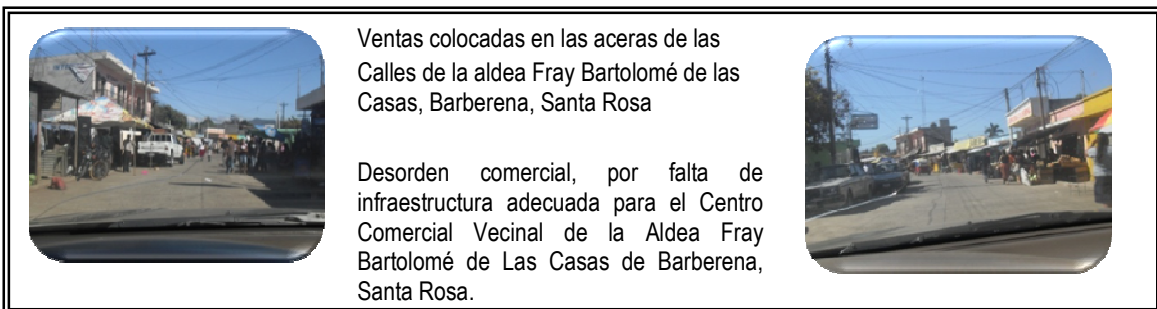 Ventas colocadas en las aceras de las
Calles de la aldea Fray Bartolomé de las
Casas, Barberena, Santa Rosa
Desorden comercial, por falta de
infraestructura adecuada para el Centro
Comercial Vecinal de la Aldea Fray
Bartolomé de Las Casas de Barberena,
Santa Rosa.